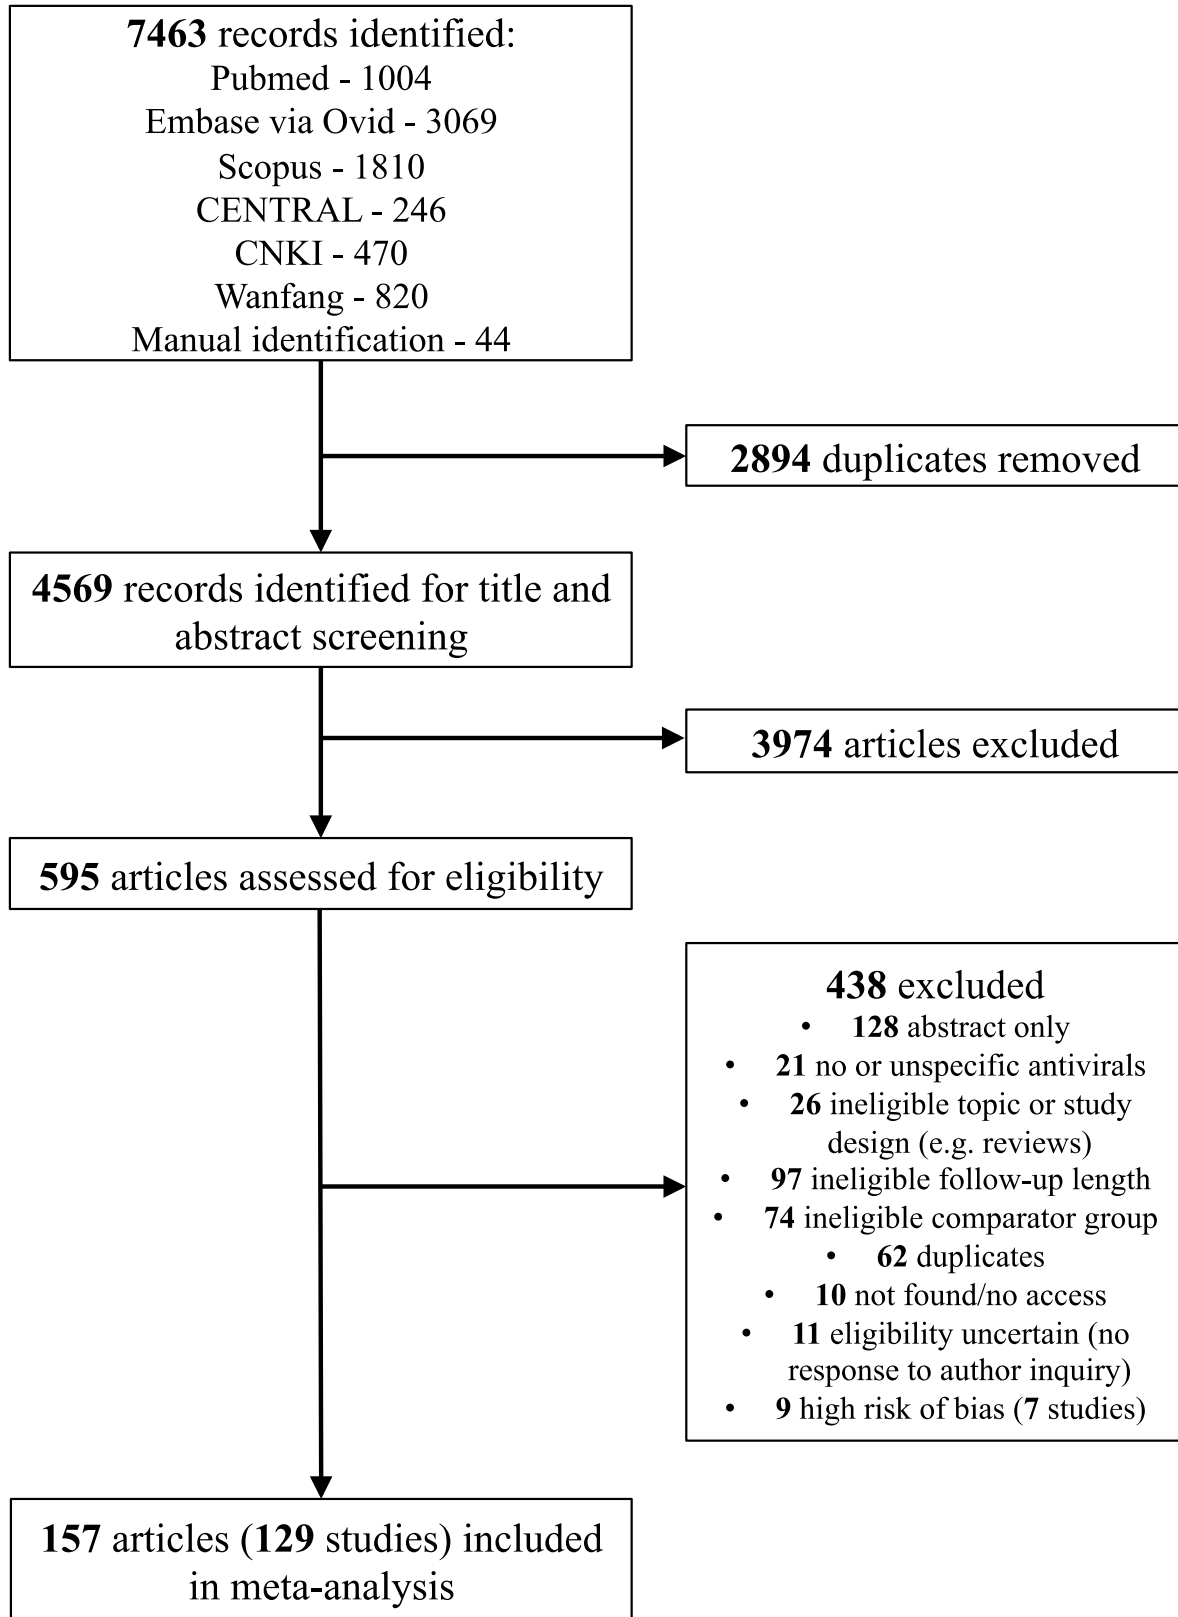 7463 records identified:
Pubmed - 1004
Embase via Ovid - 3069
Scopus - 1810
CENTRAL - 246
CNKI - 470
Wanfang - 820
Manual identification - 44
2894 duplicates removed
4569 records identified for title and
abstract screening
3974 articles excluded
595 articles assessed for eligibility
438 excluded
• 128 abstract only
• 21 no or unspecific antivirals
• 26 ineligible topic or study
design (e.g. reviews)
• 97 ineligible follow-up length
• 74 ineligible comparator group
• 62 duplicates
• 10 not found/no access
• 11 eligibility uncertain (no
response to author inquiry)
• 9 high risk of bias (7 studies)
157 articles (129 studies) included
in meta-analysis